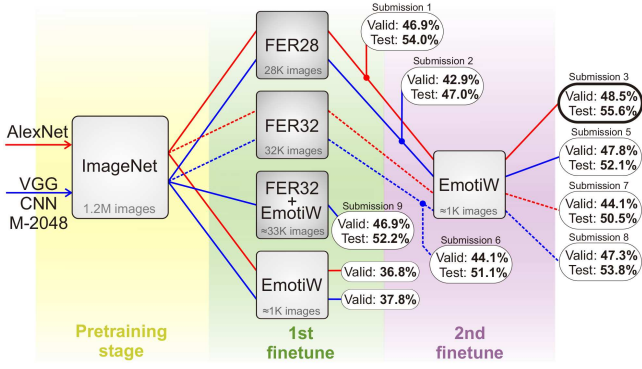 AlexNet
VGG
CNN
M-2048
ImageNet
1.2M images
FER28
28K images
FER32
32K images
FER32
+
EmotiW
≈33K images
EmotiW
≈1K images
Submission 1
Valid: 46.9%
Test: 54.0%
Submission 2
Valid: 42.9%
Test: 47.0%
Submission 9
Valid: 46.9%
Test: 52.2%
Valid: 36.8%
Valid: 37.8%
EmotiW
≈1K images
Submission 6
Valid: 44.1%
Test: 51.1%
Submission 3
Valid: 48.5%
Test: 55.6%
Submission 5
Valid: 47.8%
Test: 52.1%
Submission 7
Valid: 44.1%
Test: 50.5%
Submission 8
Valid: 47.3%
Test: 53.8%
Pretraining
stage
1st
finetune
2nd
finetune